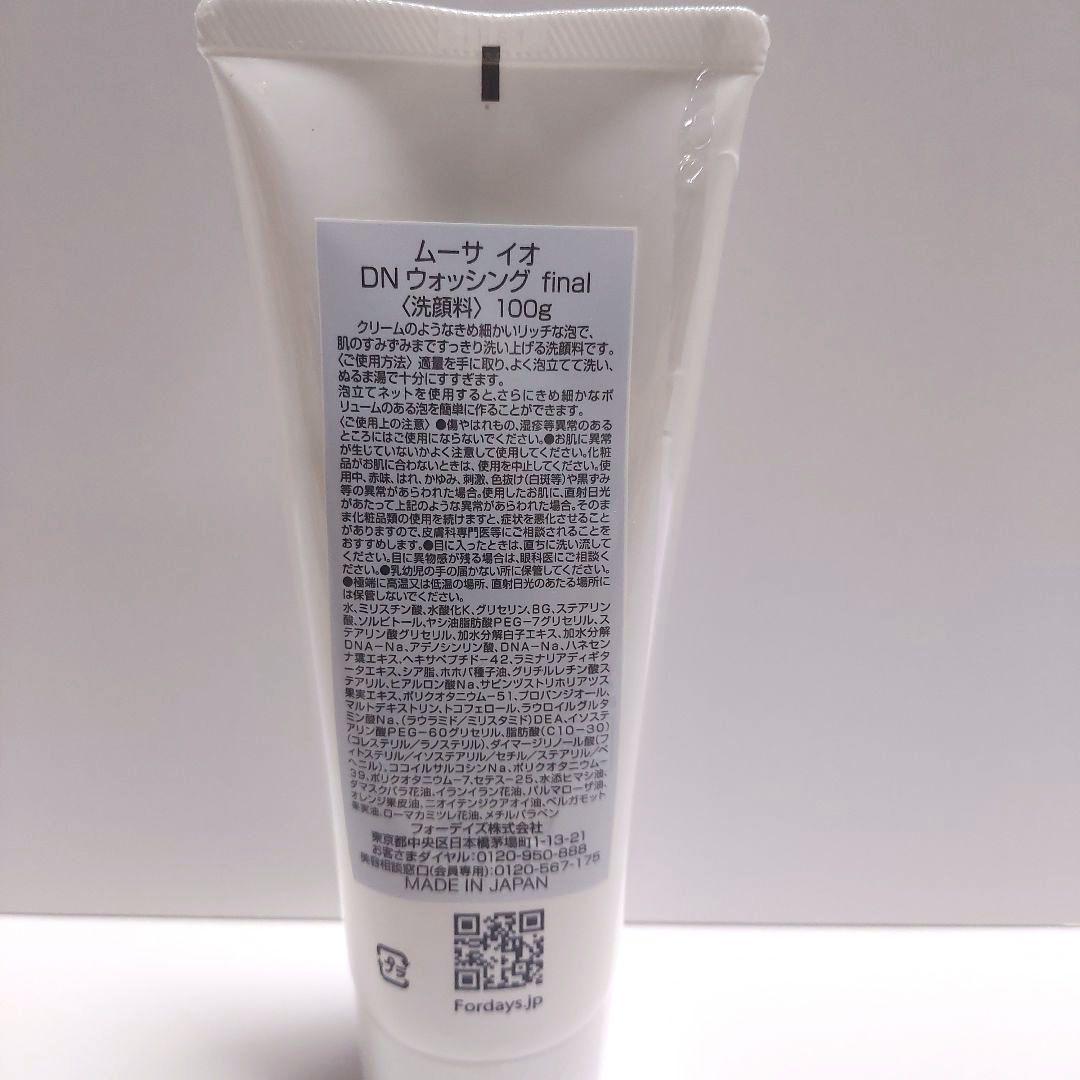 ムーサ イオ
DN ウォッシング final
〈洗顔料〉 100g
クリームのようなきめ細かいリッチな泡で、
肌のすみずみまですっきり洗い上げる洗顔料です。
〈ご使用方法〉適量を手に取り、よく泡立てて洗い、
ぬるま湯で十分にすすぎます。
泡立てネットを使用すると、さらにきめ細かなボ
リュームのある泡を簡単に作ることができます。
〈ご使用上の注意〉●傷やはれもの、湿疹等異常のある
ところにはご使用にならないでください。●お肌に異常
が生じていないかよく注意して使用してください。化粧
品がお肌に合わないときは、使用を中止してください。使
用中、赤味、はれ、かゆみ、刺激、色抜け(白斑等)や黒ずみ
等の異常があらわれた場合。使用したお肌に、直射日光
があたって上記のような異常があらわれた場合。そのま
ま化粧品類の使用を続けますと、症状を悪化させること
がありますので、皮膚科専門医等にご相談されることを
おすすめします。●目に入ったときは、直ちに洗い流して
ください。目に異物感が残る場合は、眼科医にご相談く
ださい。●乳幼児の手の届かない所に保管してください。
●極端に高温又は低温の場所、直射日光のあたる場所に
は保管しないでください。
水、ミリスチン酸、水酸化K、グリセリン、BG、ステアリン
酸、ソルビトール、ヤシ油脂肪酸PEG-7グリセリル、ス
テアリン酸グリセリル、加水分解白子エキス、加水分解
DNA-Na、アデノシンリン酸、DNA-Na、ハネセン
ナ葉エキス、ヘキサペプチド-42、ラミナリアディギタ
ータエキス、シア脂、ホホバ種子油、グリチルレチン酸ス
テアリル、ヒアルロン酸Na、サピンヅストリホリアツス
果実エキス、ポリクオタニウム-51、プロパンジオール、
マルトデキストリン、トコフェロール、ラウロイルグルタ
ミン酸Na、(ラウラミド/ミリスタミド)DEA、イソステ
アリン酸PEG-60グリセリル、脂肪酸(C10-30)
(コレステリル/ラノステリル)、ダイマージリノール酸(フ
ィトステリル/イソステアリル/セチル/ステアリル/ベ
ヘニル)、ココイルサルコシンNa、ポリクオタニウム-
39、ポリクオタニウム-7、セテス-25、水添ヒマシ油、
ダマスクバラ花油、イランイラン花油、パルマローザ油、
オレンジ果皮油、ニオイテンジクアオイ油、ベルガモット
果実油、ローマカミツレ花油、メチルパラベン
フォーデイズ株式会社
東京都中央区日本橋茅場町1-13-21
お客さまダイヤル:0120-950-888
美容相談窓口(会員専用):0120-567-175
MADE IN JAPAN
プラ
Fordays.jp